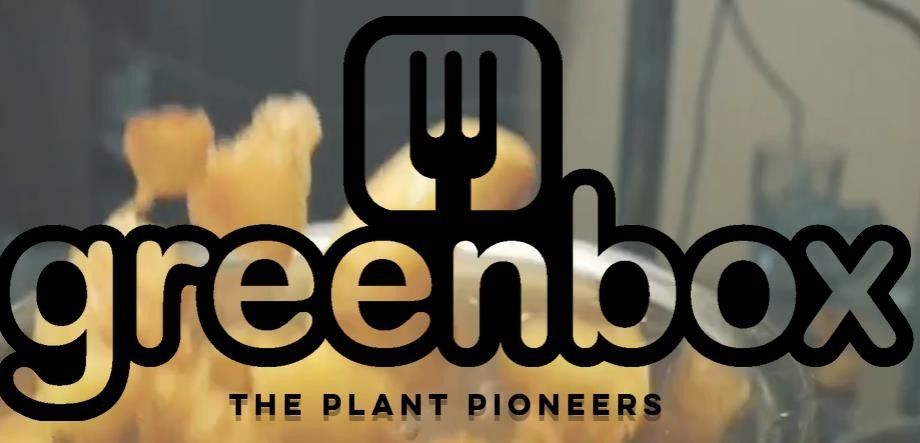 greenbox
THE PLANT PIONEERS